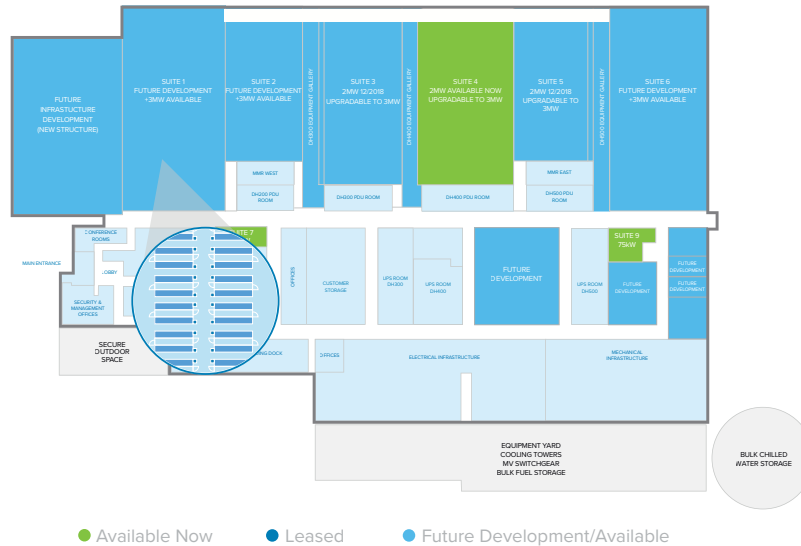 FUTURE
INFRASTUCTURE
DEVELOPMENT
(NEW STRUCTURE)
SUITE 1
FUTURE DEVELOPMENT
+3MW AVAILABLE
SUITE 2
FUTURE DEVELOPMENT
+3MW AVAILABLE
DH300 EQUIPMENT GALLERY
SUITE 3
2MW 12/2018
UPGRADABLE TO 3MW
DH400 EQUIPMENT GALLERY
SUITE 4
2MW AVAILABLE NOW
UPGRADABLE TO 3MW
SUITE 5
2MW 12/2018
UPGRADABLE TO
3MW
DH500 EQUIPMENT GALLERY
SUITE 6
FUTURE DEVELOPMENT
+3MW AVAILABLE
MMR WEST
DH200 PDU
ROOM
DH300 PDU ROOM
DH400 PDU ROOM
MMR EAST
DH500 PDU
ROOM
CONFERENCE
ROOMS
MAIN ENTRANCE
LOBBY
SECURITY &
MANAGEMENT
OFFICES
SUITE 7
OFFICES
CUSTOMER
STORAGE
UPS ROOM
DH300
UPS ROOM
DH400
FUTURE
DEVELOPMENT
UPS ROOM
DH500
SUITE 9
75kW
FUTURE
DEVELOPMENT
FUTURE
DEVELOPMENT
FUTURE
DEVELOPMENT
SECURE
OUTDOOR
SPACE
DOCK
OFFICES
ELECTRICAL INFRASTRUCTURE
MECHANICAL
INFRASTRUCTURE
EQUIPMENT YARD
COOLING TOWERS
MV SWITCHGEAR
BULK FUEL STORAGE
BULK CHILLED
WATER STORAGE
Available Now
Leased
Future Development/Available